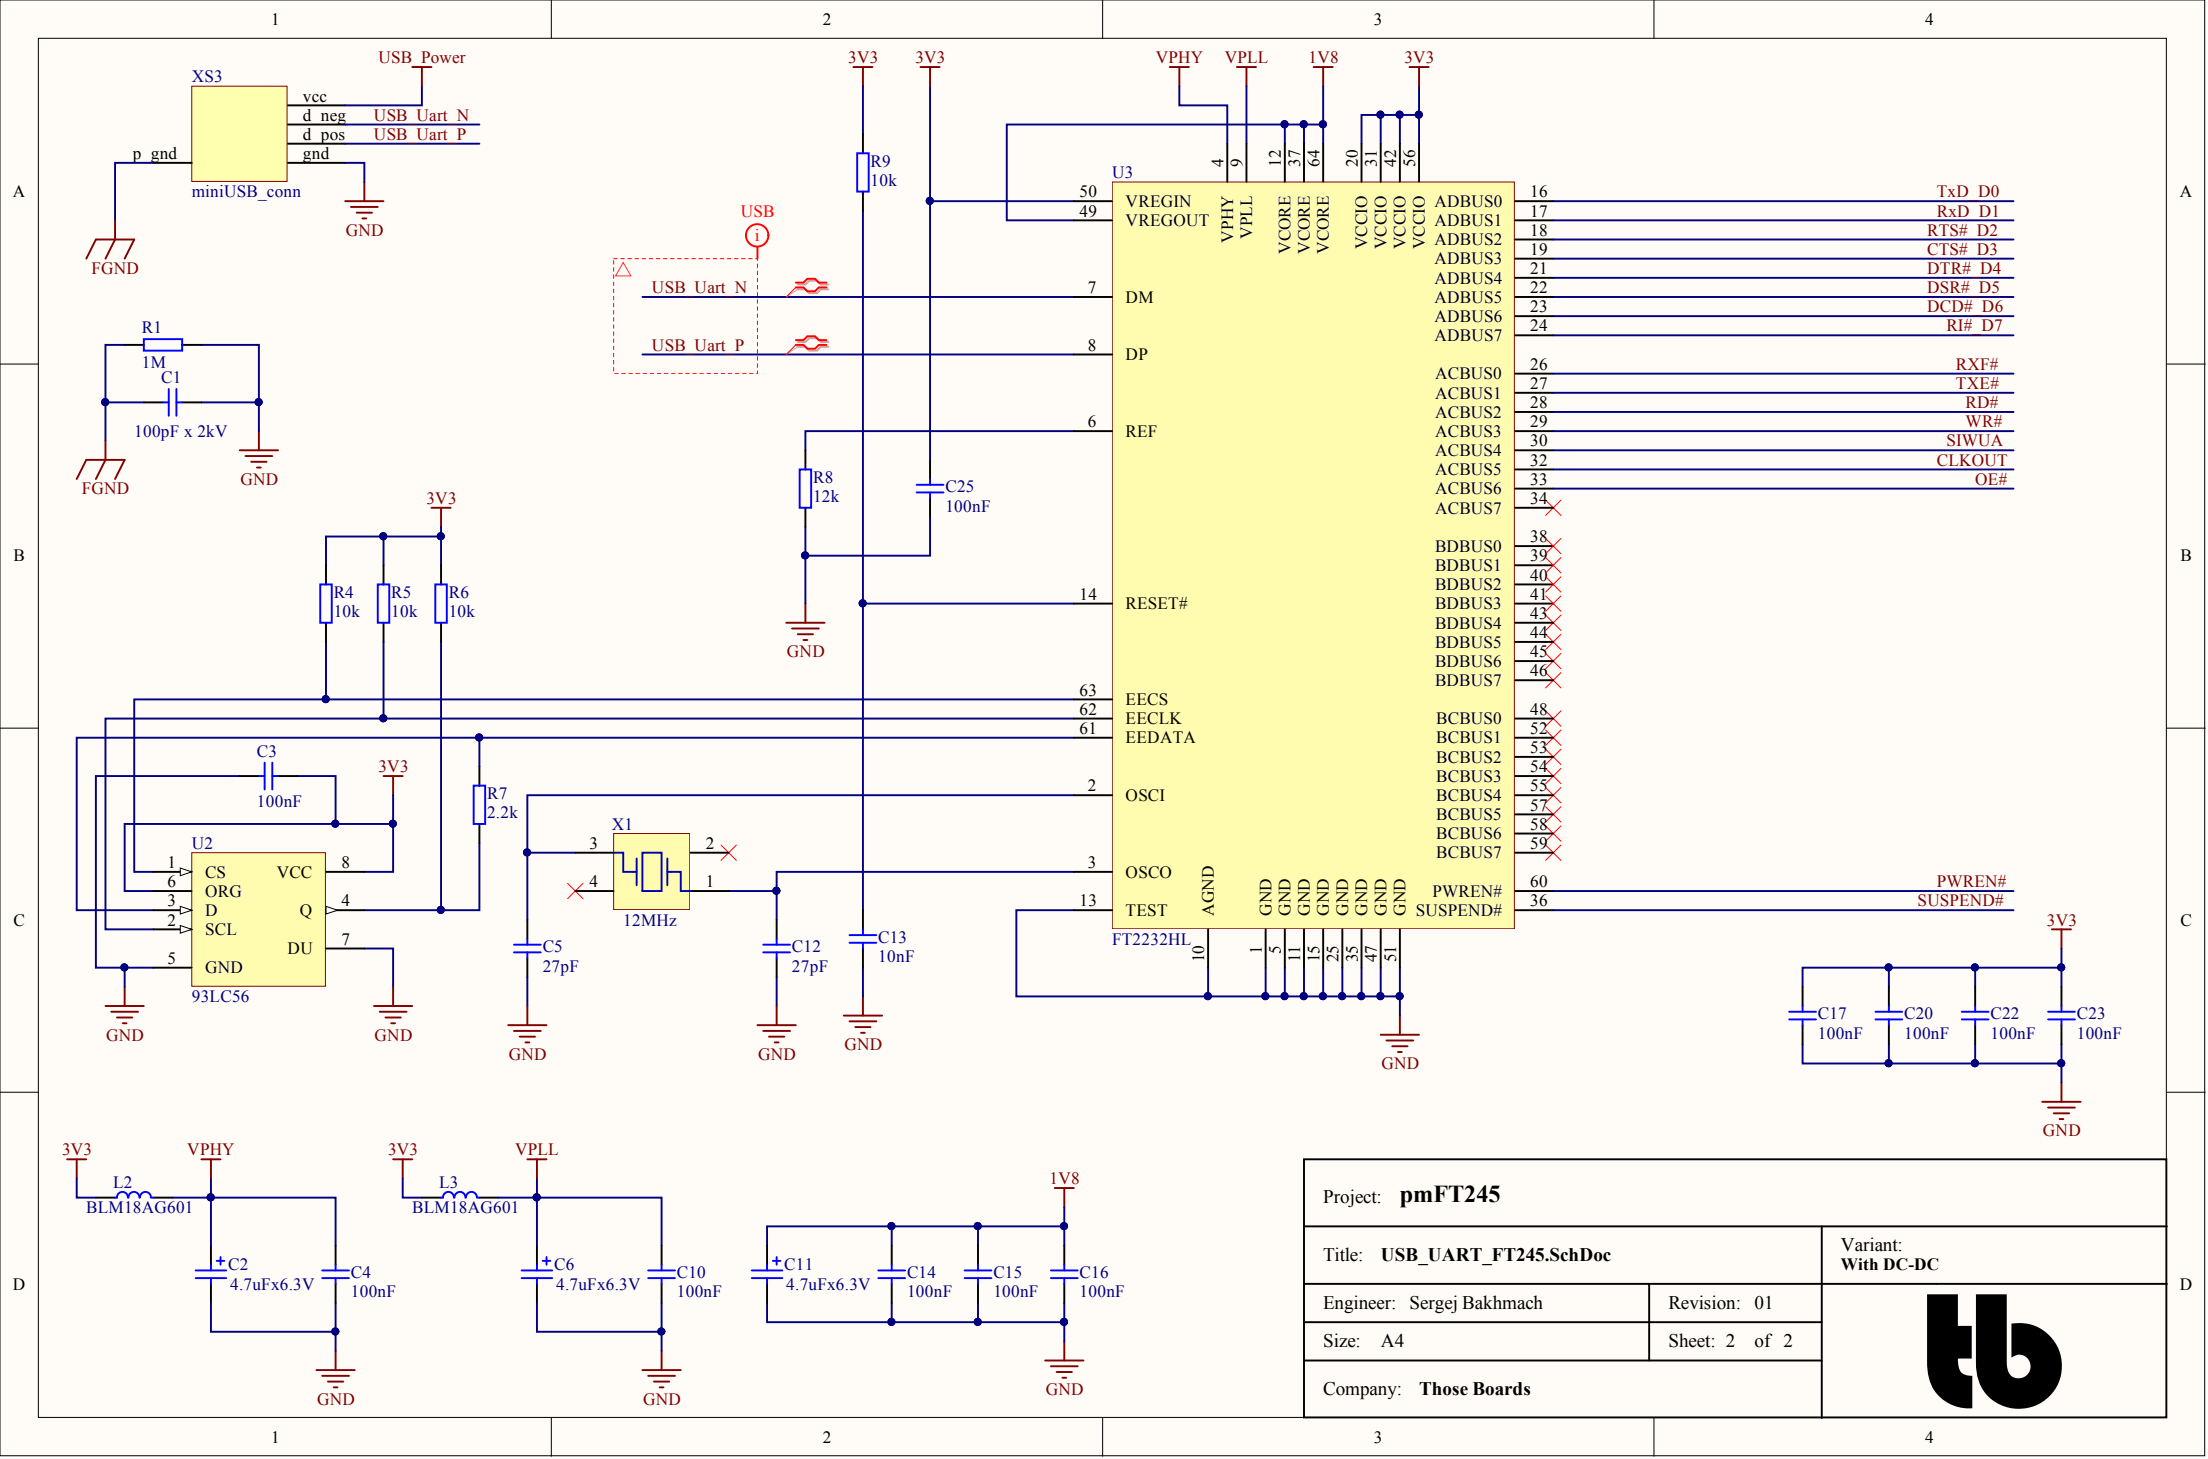 1 2 3 4
A A
B B
C C
D D
1 2 3 4
XS3
USB_Power
vcc
d_neg USB_Uart_N
d_pos USB_Uart_P
p_gnd gnd
miniUSB_conn
FGND
GND
R1
1M
C1
100pF x 2kV
FGND
GND
3V3
R4
10k
R5
10k
R6
10k
C3
100nF
3V3
R7
2.2k
U2
1 CS
6 ORG
3 D
2 SCL
5 GND
VCC 8
Q 4
DU 7
93LC56
GND
GND
3V3 3V3
R9
10k
USB
i
USB_Uart_N
USB_Uart_P
R8
12k
C25
100nF
GND
X1
3 2
4 1
12MHz
C5
27pF
C12
27pF
C13
10nF
GND
GND
GND
VPHY VPLL 1V8 3V3
U3
4 9 12 37 64 20 31 42 56
VPHY VPLL VCORE VCORE VCORE VCCIO VCCIO VCCIO VCCIO
50 VREGIN
49 VREGOUT
7 DM
8 DP
6 REF
14 RESET#
63 EECS
62 EECLK
61 EEDATA
2 OSCI
3 OSCO
13 TEST
AGND GND GND GND GND GND GND GND GND
10 1 5 11 15 25 35 47 51
FT2232HL
GND
ADBUS0 16 TxD_D0
ADBUS1 17 RxD_D1
ADBUS2 18 RTS#_D2
ADBUS3 19 CTS#_D3
ADBUS4 21 DTR#_D4
ADBUS5 22 DSR#_D5
ADBUS6 23 DCD#_D6
ADBUS7 24 RI#_D7
ACBUS0 26 RXF#
ACBUS1 27 TXE#
ACBUS2 28 RD#
ACBUS3 29 WR#
ACBUS4 30 SIWUA
ACBUS5 32 CLKOUT
ACBUS6 33 OE#
ACBUS7 34
BDBUS0 38
BDBUS1 39
BDBUS2 40
BDBUS3 41
BDBUS4 43
BDBUS5 44
BDBUS6 45
BDBUS7 46
BCBUS0 48
BCBUS1 52
BCBUS2 53
BCBUS3 54
BCBUS4 55
BCBUS5 57
BCBUS6 58
BCBUS7 59
PWREN# 60 PWREN#
SUSPEND# 36 SUSPEND#
3V3
C17
100nF
C20
100nF
C22
100nF
C23
100nF
GND
3V3 VPHY
L2
BLM18AG601
+ C2
4.7uFx6.3V
C4
100nF
GND
3V3 VPLL
L3
BLM18AG601
+ C6
4.7uFx6.3V
C10
100nF
GND
1V8
+ C11
4.7uFx6.3V
C14
100nF
C15
100nF
C16
100nF
GND
Project: pmFT245
Title: USB_UART_FT245.SchDoc
Variant:
With DC-DC
Engineer: Sergej Bakhmach
Revision: 01
Size: A4
Sheet: 2 of 2
Company: Those Boards
tb